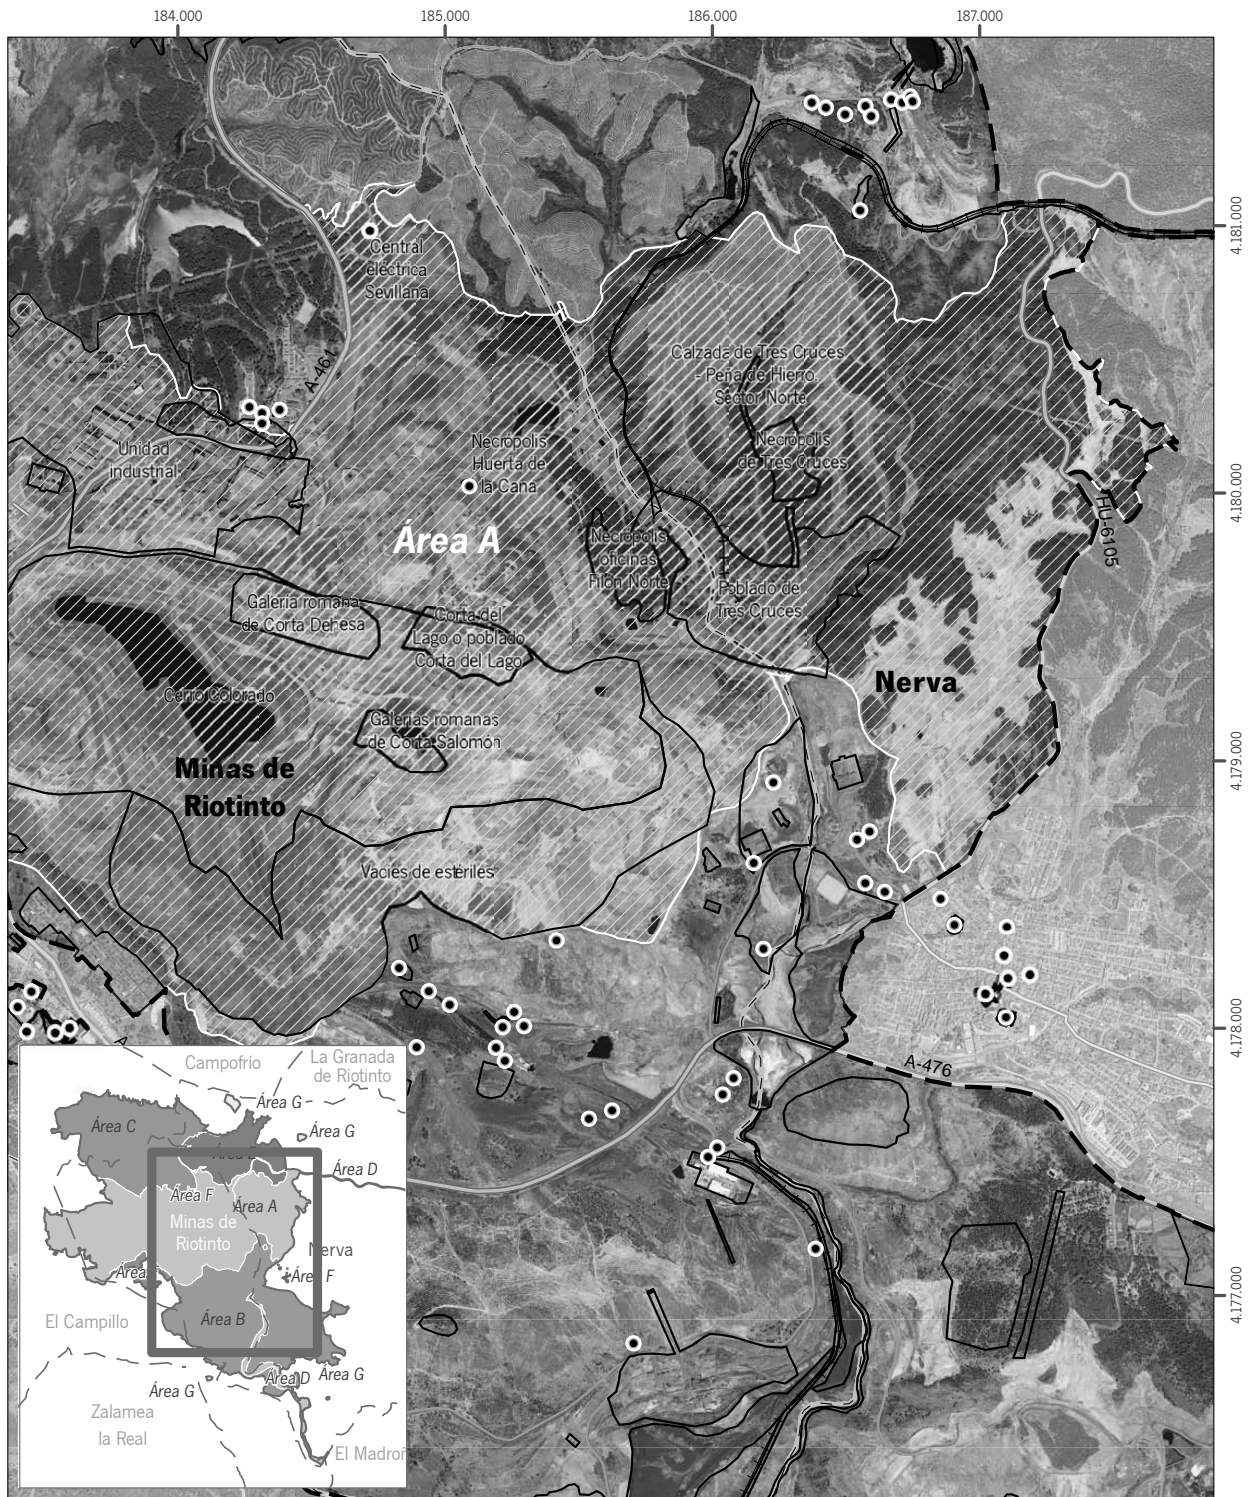 184.000
185.000
186.000
187.000
4.181.000
4.180.000
4.179.000
4.178.000
4.177.000
Central
eléctrica
Sevillana
A-461
Calzada de Tres Cruces
- Peña de Hierro.
Sector Norte
Necrópolis
de Tres Cruces
Unidad
industrial
Necrópolis
Huerta de
la Cana
Área A
HU-6105
Necrópolis
oficinas
Filón Norte
Poblado de
Tres Cruces
Galería romana
de Corta Dehesa
Corta del
Lago o poblado
Corta del Lago
Nerva
Cerro Colorado
Galerías romanas
de Corta Salomón
Minas de
Riotinto
Vacies de estériles
A-476
Campofrío
La Granada
de Riotinto
Área G
Área C
Área G
Área D
Área F
Área A
Minas de
Riotinto
Nerva
Área
Área F
Área B
El Campillo
Área G
Área D
Área G
Zalamea
la Real
El Madroñ